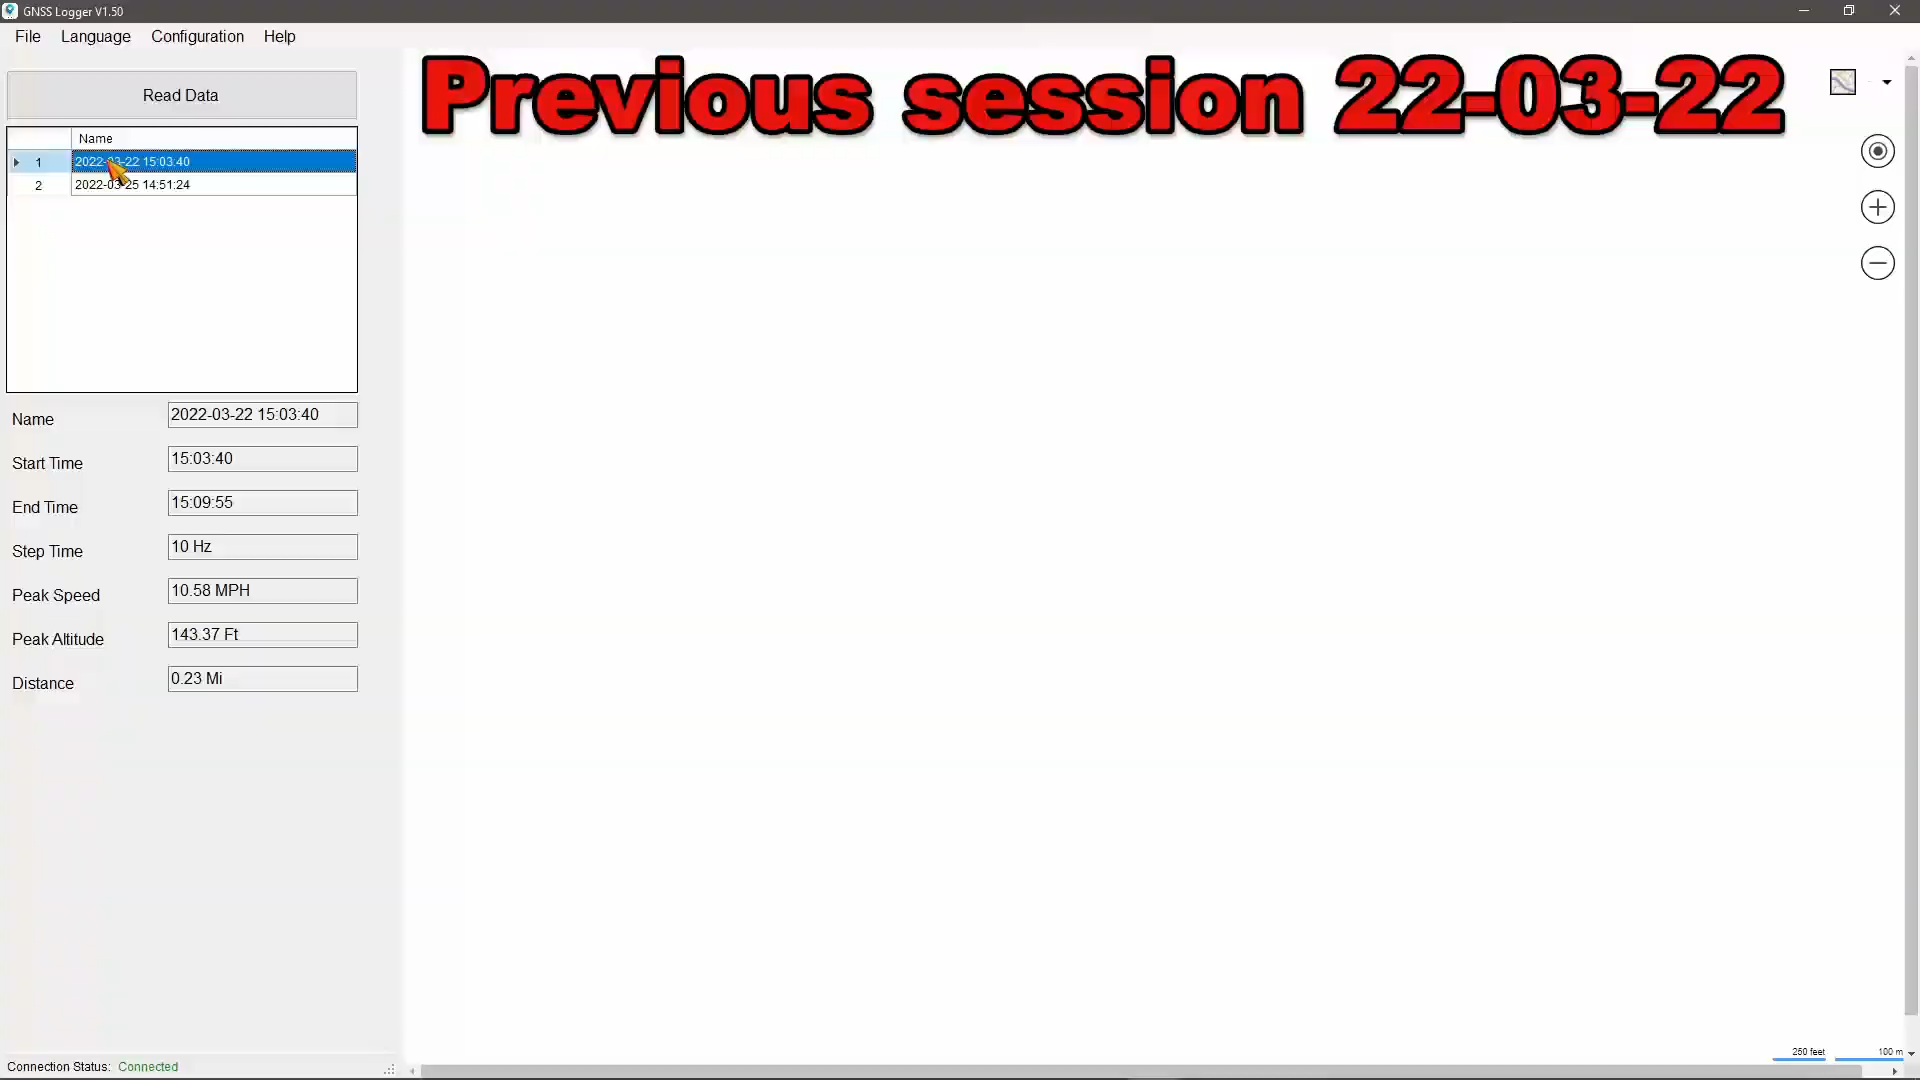 GNSS Logger V1.50
File Language Configuration Help
Previous session 22-03-22
Read Data
Name
1 2022-03-22 15:03:40
2 2022-03-25 14:51:24
Name 2022-03-22 15:03:40
Start Time 15:03:40
End Time 15:09:55
Step Time 10 Hz
Peak Speed 10.58 MPH
Peak Altitude 143.37 Ft
Distance 0.23 Mi
250 feet 100 m
Connection Status: Connected